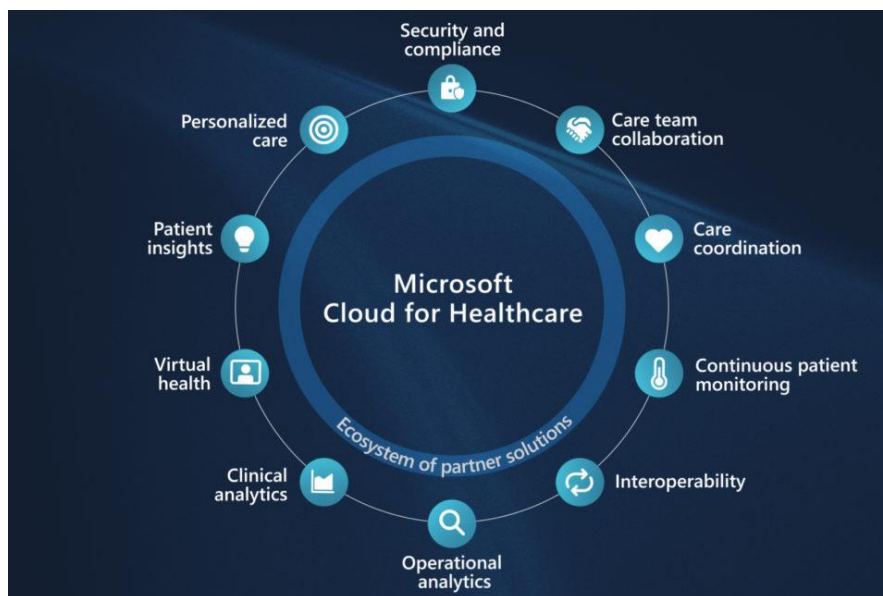 Security and
compliance
Care team
collaboration
Care
coordination
Continuous patient
monitoring
Interoperability
Operational
analytics
Clinical
analytics
Virtual
health
Patient
insights
Personalized
care
Microsoft
Cloud for Healthcare
Ecosystem of partner solutions